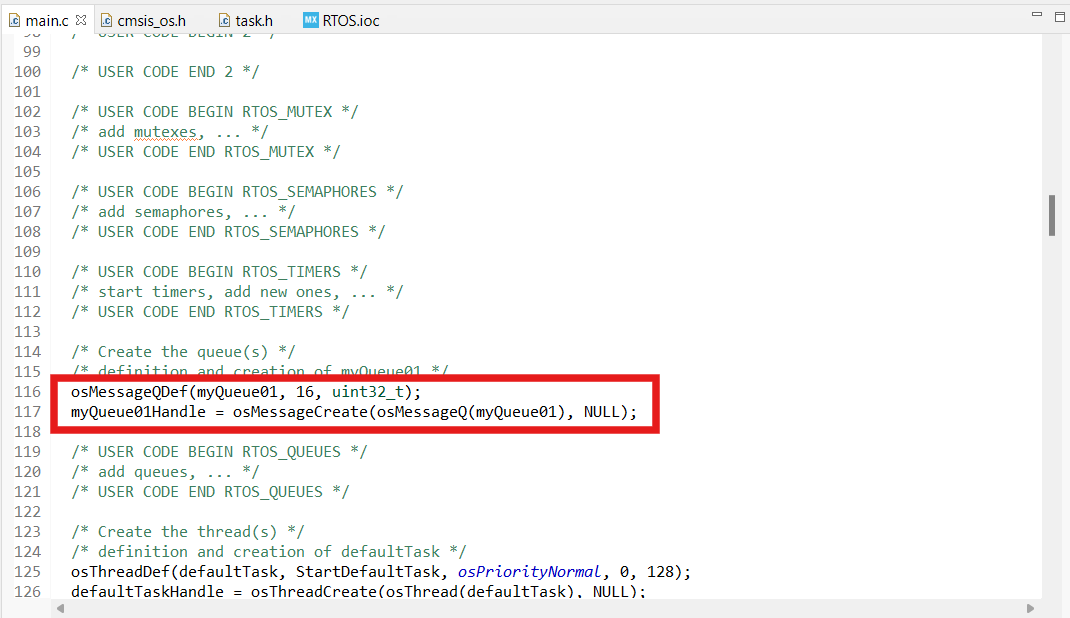 main.c cmsis_os.h task.h MX RTOS.ioc
98 /* USER CODE BEGIN 2 */
99
100 /* USER CODE END 2 */
101
102 /* USER CODE BEGIN RTOS_MUTEX */
103 /* add mutexes, ... */
104 /* USER CODE END RTOS_MUTEX */
105
106 /* USER CODE BEGIN RTOS_SEMAPHORES */
107 /* add semaphores, ... */
108 /* USER CODE END RTOS_SEMAPHORES */
109
110 /* USER CODE BEGIN RTOS_TIMERS */
111 /* start timers, add new ones, ... */
112 /* USER CODE END RTOS_TIMERS */
113
114 /* Create the queue(s) */
115 /* definition and creation of myQueue01 */
116 osMessageQDef(myQueue01, 16, uint32_t);
117 myQueue01Handle = osMessageCreate(osMessageQ(myQueue01), NULL);
118
119 /* USER CODE BEGIN RTOS_QUEUES */
120 /* add queues, ... */
121 /* USER CODE END RTOS_QUEUES */
122
123 /* Create the thread(s) */
124 /* definition and creation of defaultTask */
125 osThreadDef(defaultTask, StartDefaultTask, osPriorityNormal, 0, 128);
126 defaultTaskHandle = osThreadCreate(osThread(defaultTask), NULL);